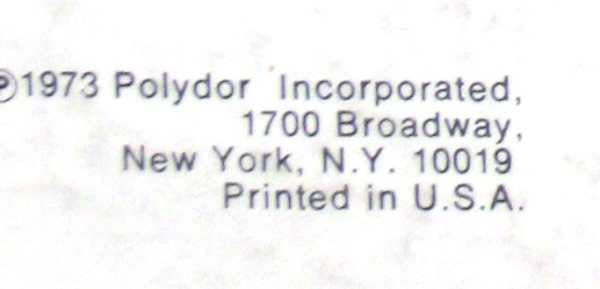 ℗1973 Polydor Incorporated,
1700 Broadway,
New York, N.Y. 10019
Printed in U.S.A.